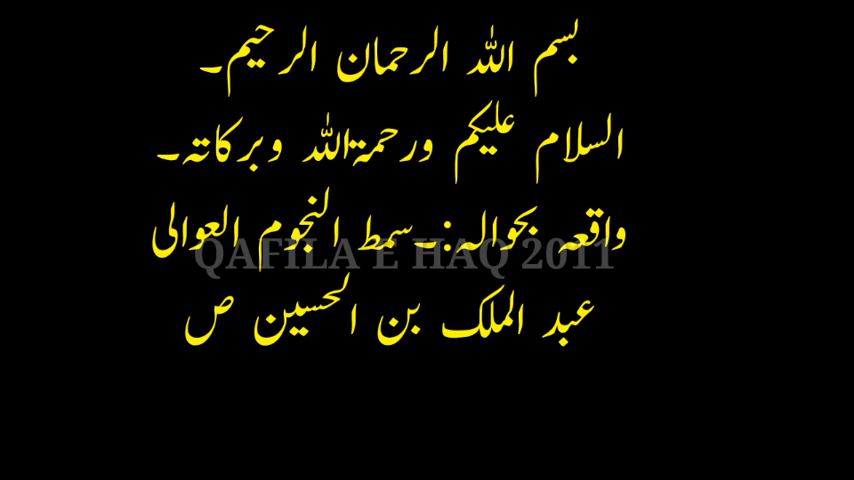 بسم اللہ الرحمان الرحیم۔
السلام علیکم ورحمۃاللہ وبرکاتہ۔
واقعہ بحوالہ:۔سمط النجوم العوالی
QAFILA E HAQ 2011
عبد الملک بن الحسین ص